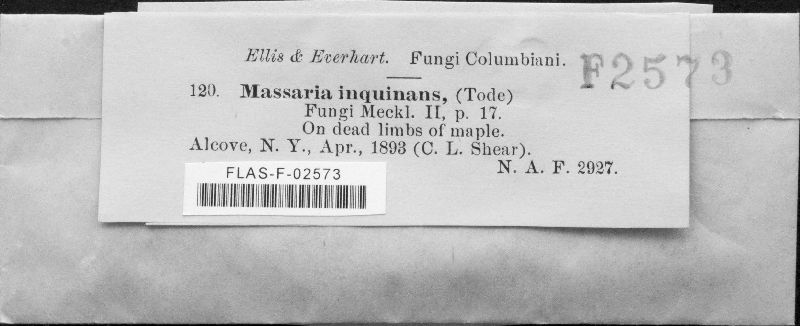 Ellis & Everhart. Fungi Columbiani.
F2573
120. Massaria inquinans, (Tode)
Fungi Meckl. II, p. 17.
On dead limbs of maple.
Alcove, N. Y., Apr., 1893 (C. L. Shear).
N. A. F. 2927.
FLAS-F-02573